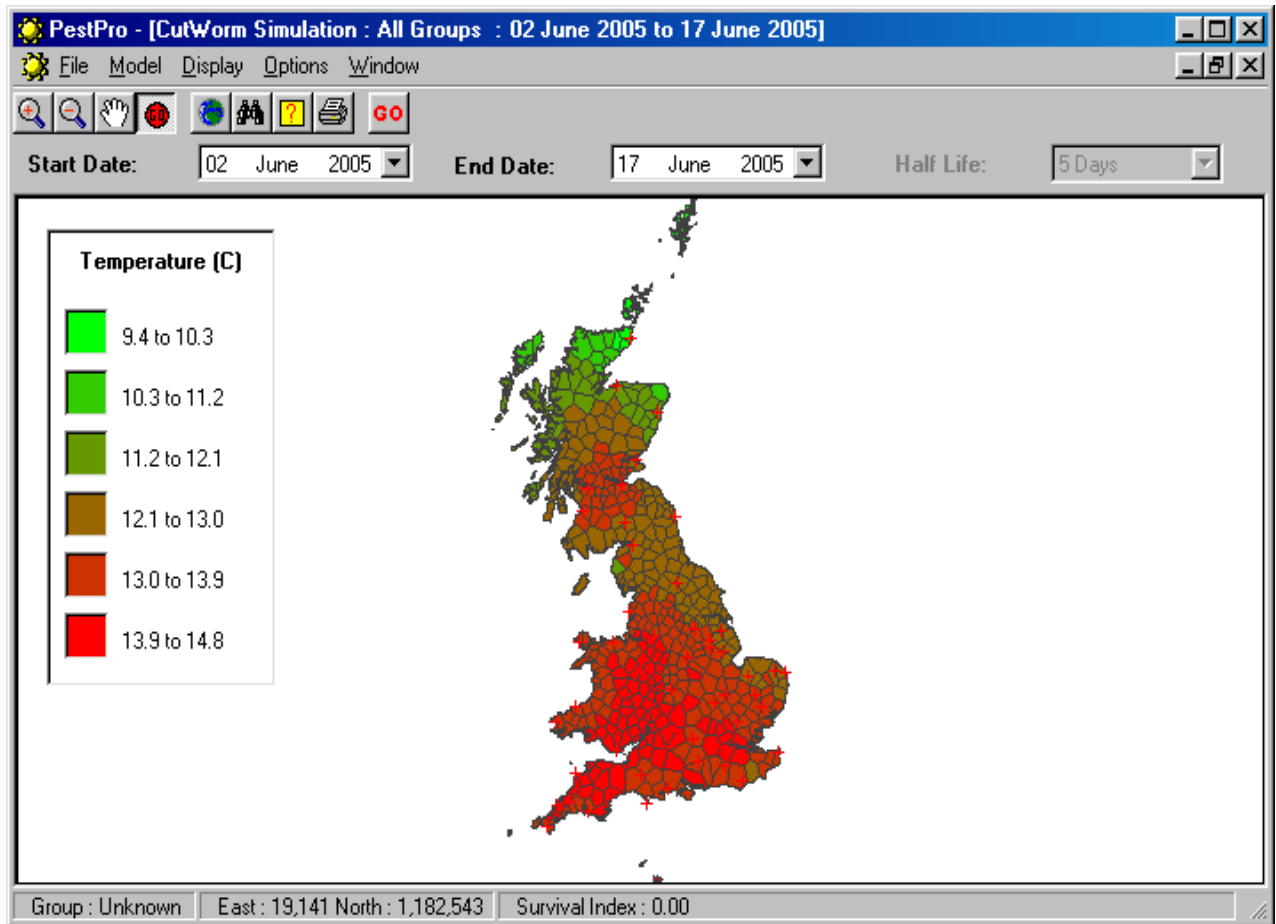 PestPro - [CutWorm Simulation : All Groups : 02 June 2005 to 17 June 2005]
File Model Display Options Window
GO ? GO
Start Date: 02 June 2005 End Date: 17 June 2005 Half Life: 5 Days
Temperature (C)
9.4 to 10.3
10.3 to 11.2
11.2 to 12.1
12.1 to 13.0
13.0 to 13.9
13.9 to 14.8
Group : Unknown East : 19,141 North : 1,182,543 Survival Index : 0.00